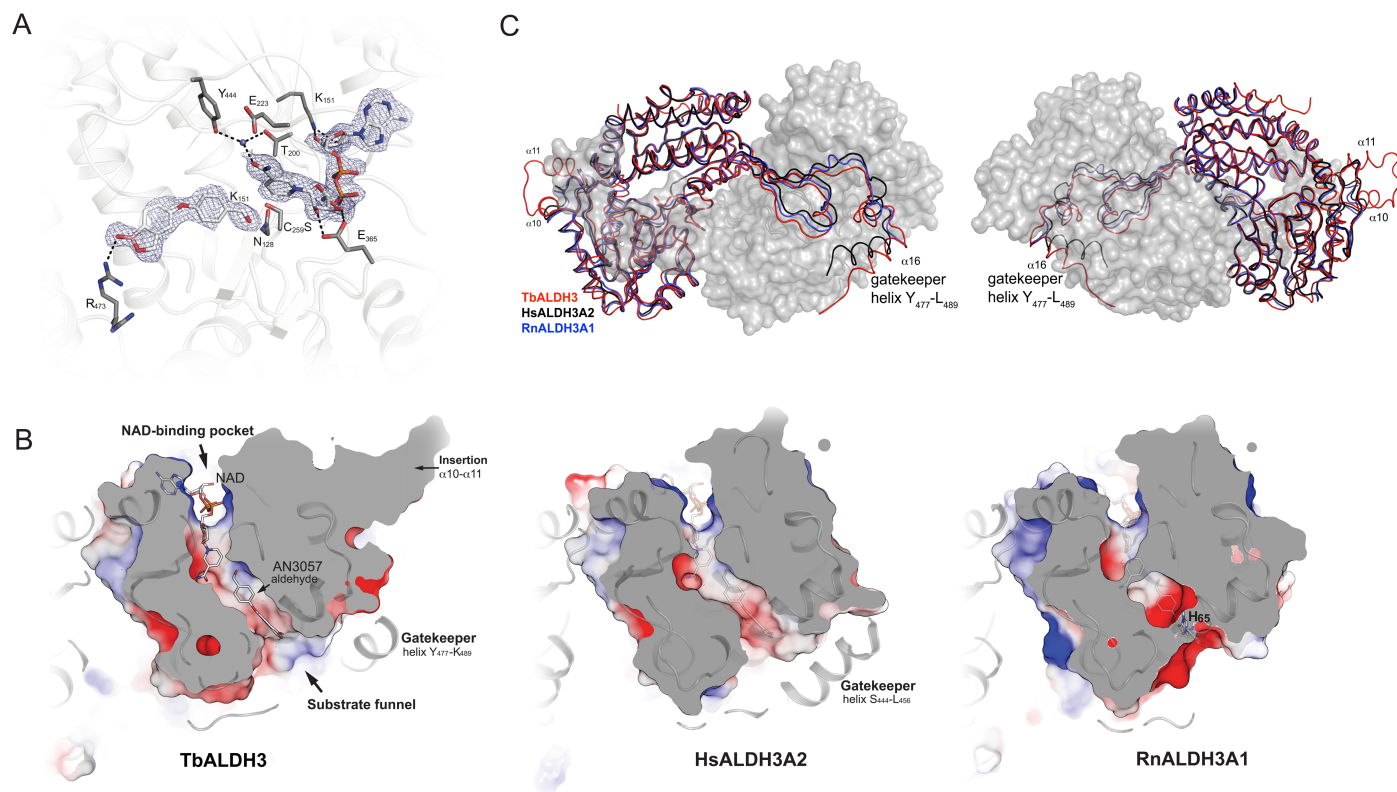 A
Y444
E223
K151
T200
K151
N128
C259S
E365
R473
C
α11
α10
α16
gatekeeper
helix Y477-L489
TbALDH3
HsALDH3A2
RnALDH3A1
α11
α10
α16
gatekeeper
helix Y477-L489
B
NAD-binding pocket
NAD
Insertion
α10-α11
AN3057
aldehyde
Gatekeeper
helix Y477-K489
Substrate funnel
TbALDH3
Gatekeeper
helix S444-L456
HsALDH3A2
H65
RnALDH3A1